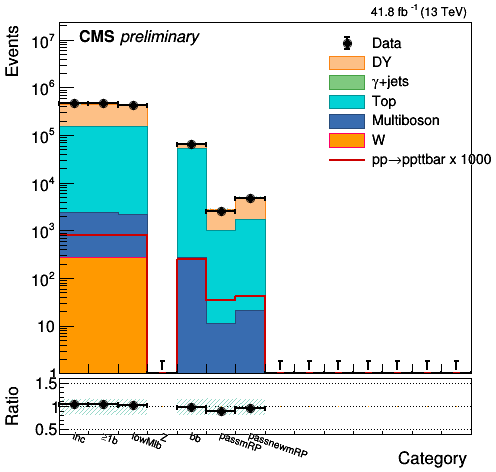 41.8 fb⁻¹ (13 TeV)
CMS preliminary
Events
10⁷
10⁶
10⁵
10⁴
10³
10²
10
1
Data
DY
γ+jets
Top
Multiboson
W
pp→ppttbar x 1000
Ratio
1.5
1
0.5
inc
≥1b
lowMlb
Z
bb
passmRP
passnewmRP
Category